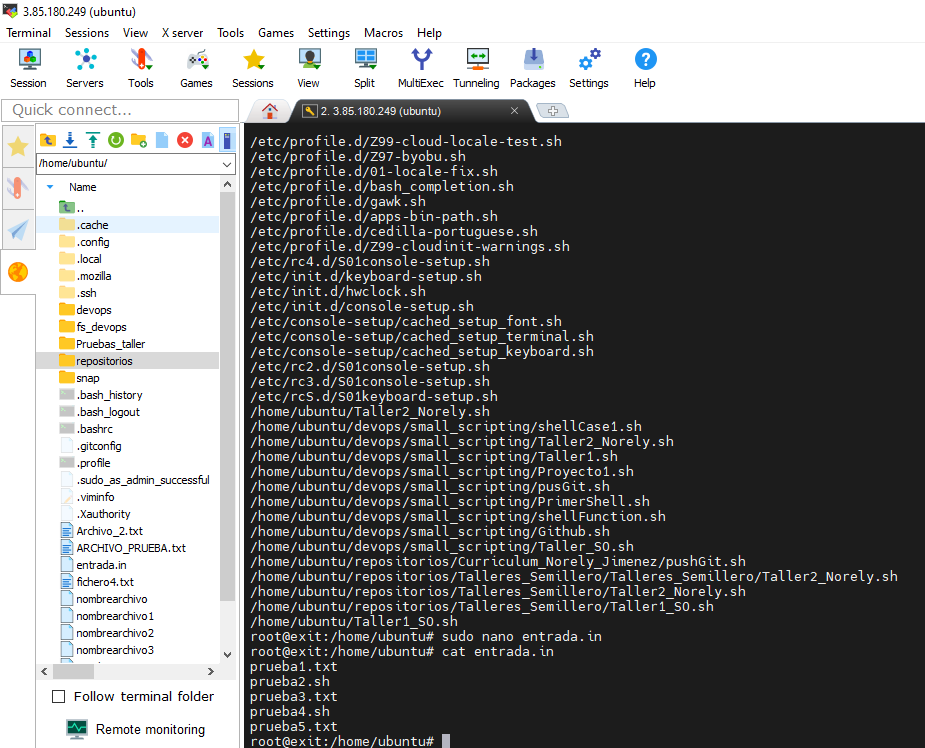 3.85.180.249 (ubuntu)
Terminal Sessions View X server Tools Games Settings Macros Help
Session Servers Tools Games Sessions View Split MultiExec Tunneling Packages Settings Help
Quick connect...
2. 3.85.180.249 (ubuntu)
/home/ubuntu/
Name
..
.cache
.config
.local
.mozilla
.ssh
devops
fs_devops
Pruebas_taller
repositorios
snap
.bash_history
.bash_logout
.bashrc
.gitconfig
.profile
.sudo_as_admin_successful
.viminfo
.Xauthority
Archivo_2.txt
ARCHIVO_PRUEBA.txt
entrada.in
fichero4.txt
nombrearchivo
nombrearchivo1
nombrearchivo2
nombrearchivo3
Follow terminal folder
Remote monitoring
/etc/profile.d/Z99-cloud-locale-test.sh
/etc/profile.d/Z97-byobu.sh
/etc/profile.d/01-locale-fix.sh
/etc/profile.d/bash_completion.sh
/etc/profile.d/gawk.sh
/etc/profile.d/apps-bin-path.sh
/etc/profile.d/cedilla-portuguese.sh
/etc/profile.d/Z99-cloudinit-warnings.sh
/etc/rc4.d/S01console-setup.sh
/etc/init.d/keyboard-setup.sh
/etc/init.d/hwclock.sh
/etc/init.d/console-setup.sh
/etc/console-setup/cached_setup_font.sh
/etc/console-setup/cached_setup_terminal.sh
/etc/console-setup/cached_setup_keyboard.sh
/etc/rc2.d/S01console-setup.sh
/etc/rc3.d/S01console-setup.sh
/etc/rcS.d/S01keyboard-setup.sh
/home/ubuntu/Taller2_Norely.sh
/home/ubuntu/devops/small_scripting/shellCase1.sh
/home/ubuntu/devops/small_scripting/Taller2_Norely.sh
/home/ubuntu/devops/small_scripting/Taller1.sh
/home/ubuntu/devops/small_scripting/Proyecto1.sh
/home/ubuntu/devops/small_scripting/pusGit.sh
/home/ubuntu/devops/small_scripting/PrimerShell.sh
/home/ubuntu/devops/small_scripting/shellFunction.sh
/home/ubuntu/devops/small_scripting/Github.sh
/home/ubuntu/devops/small_scripting/Taller_SO.sh
/home/ubuntu/repositorios/Curriculum_Norely_Jimenez/pushGit.sh
/home/ubuntu/repositorios/Talleres_Semillero/Talleres_Semillero/Taller2_Norely.sh
/home/ubuntu/repositorios/Talleres_Semillero/Taller2_Norely.sh
/home/ubuntu/repositorios/Talleres_Semillero/Taller1_SO.sh
/home/ubuntu/Taller1_SO.sh
root@exit:/home/ubuntu# sudo nano entrada.in
root@exit:/home/ubuntu# cat entrada.in
prueba1.txt
prueba2.sh
prueba3.txt
prueba4.sh
prueba5.txt
root@exit:/home/ubuntu#